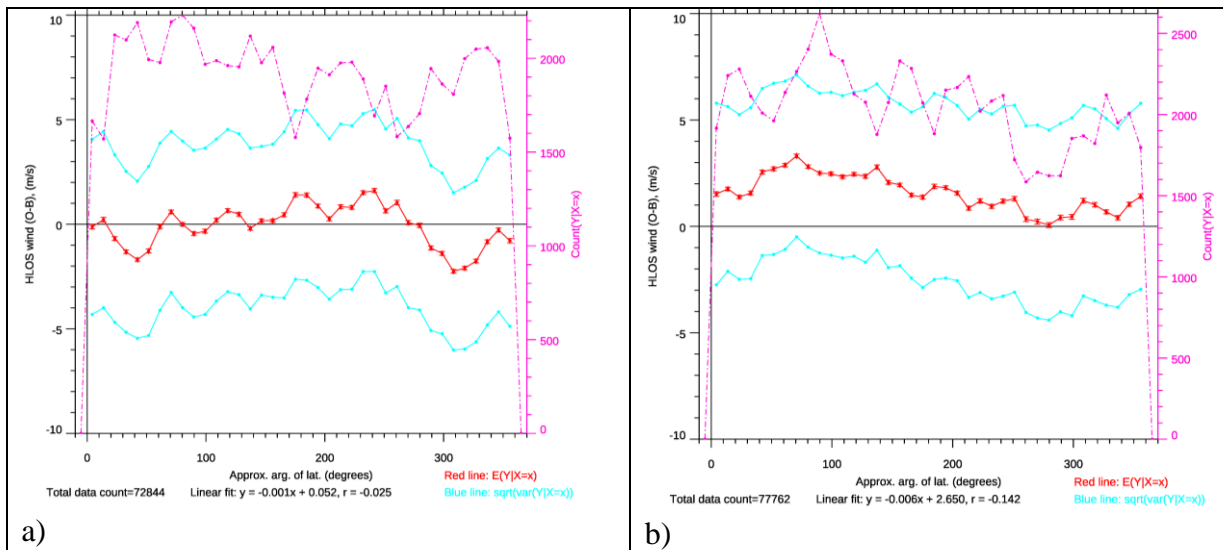 10
5
0
-5
-10
HLOS wind (O-B), (m/s)
2000
1500
1000
500
0
Count(Y|X=x)
0
100
200
300
Approx. arg. of lat. (degrees)
Red line: E(Y|X=x)
Total data count=72844
Linear fit: y = -0.001x + 0.052, r = -0.025
Blue line: sqrt(var(Y|X=x))
a)
10
5
0
-5
-10
HLOS wind (O-B), (m/s)
2500
2000
1500
1000
500
0
Count(Y|X=x)
0
100
200
300
Approx. arg. of lat. (degrees)
Red line: E(Y|X=x)
Total data count=77762
Linear fit: y = -0.006x + 2.650, r = -0.142
Blue line: sqrt(var(Y|X=x))
b)